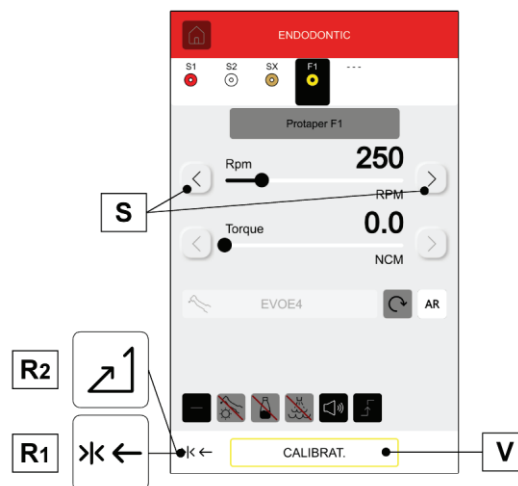 ENDODONTIC
S1 S2 SX F1 ---
Protaper F1
Rpm 250
RPM
S
Torque 0.0
NCM
EVOE4 AR
R2
R1
CALIBRAT.
V